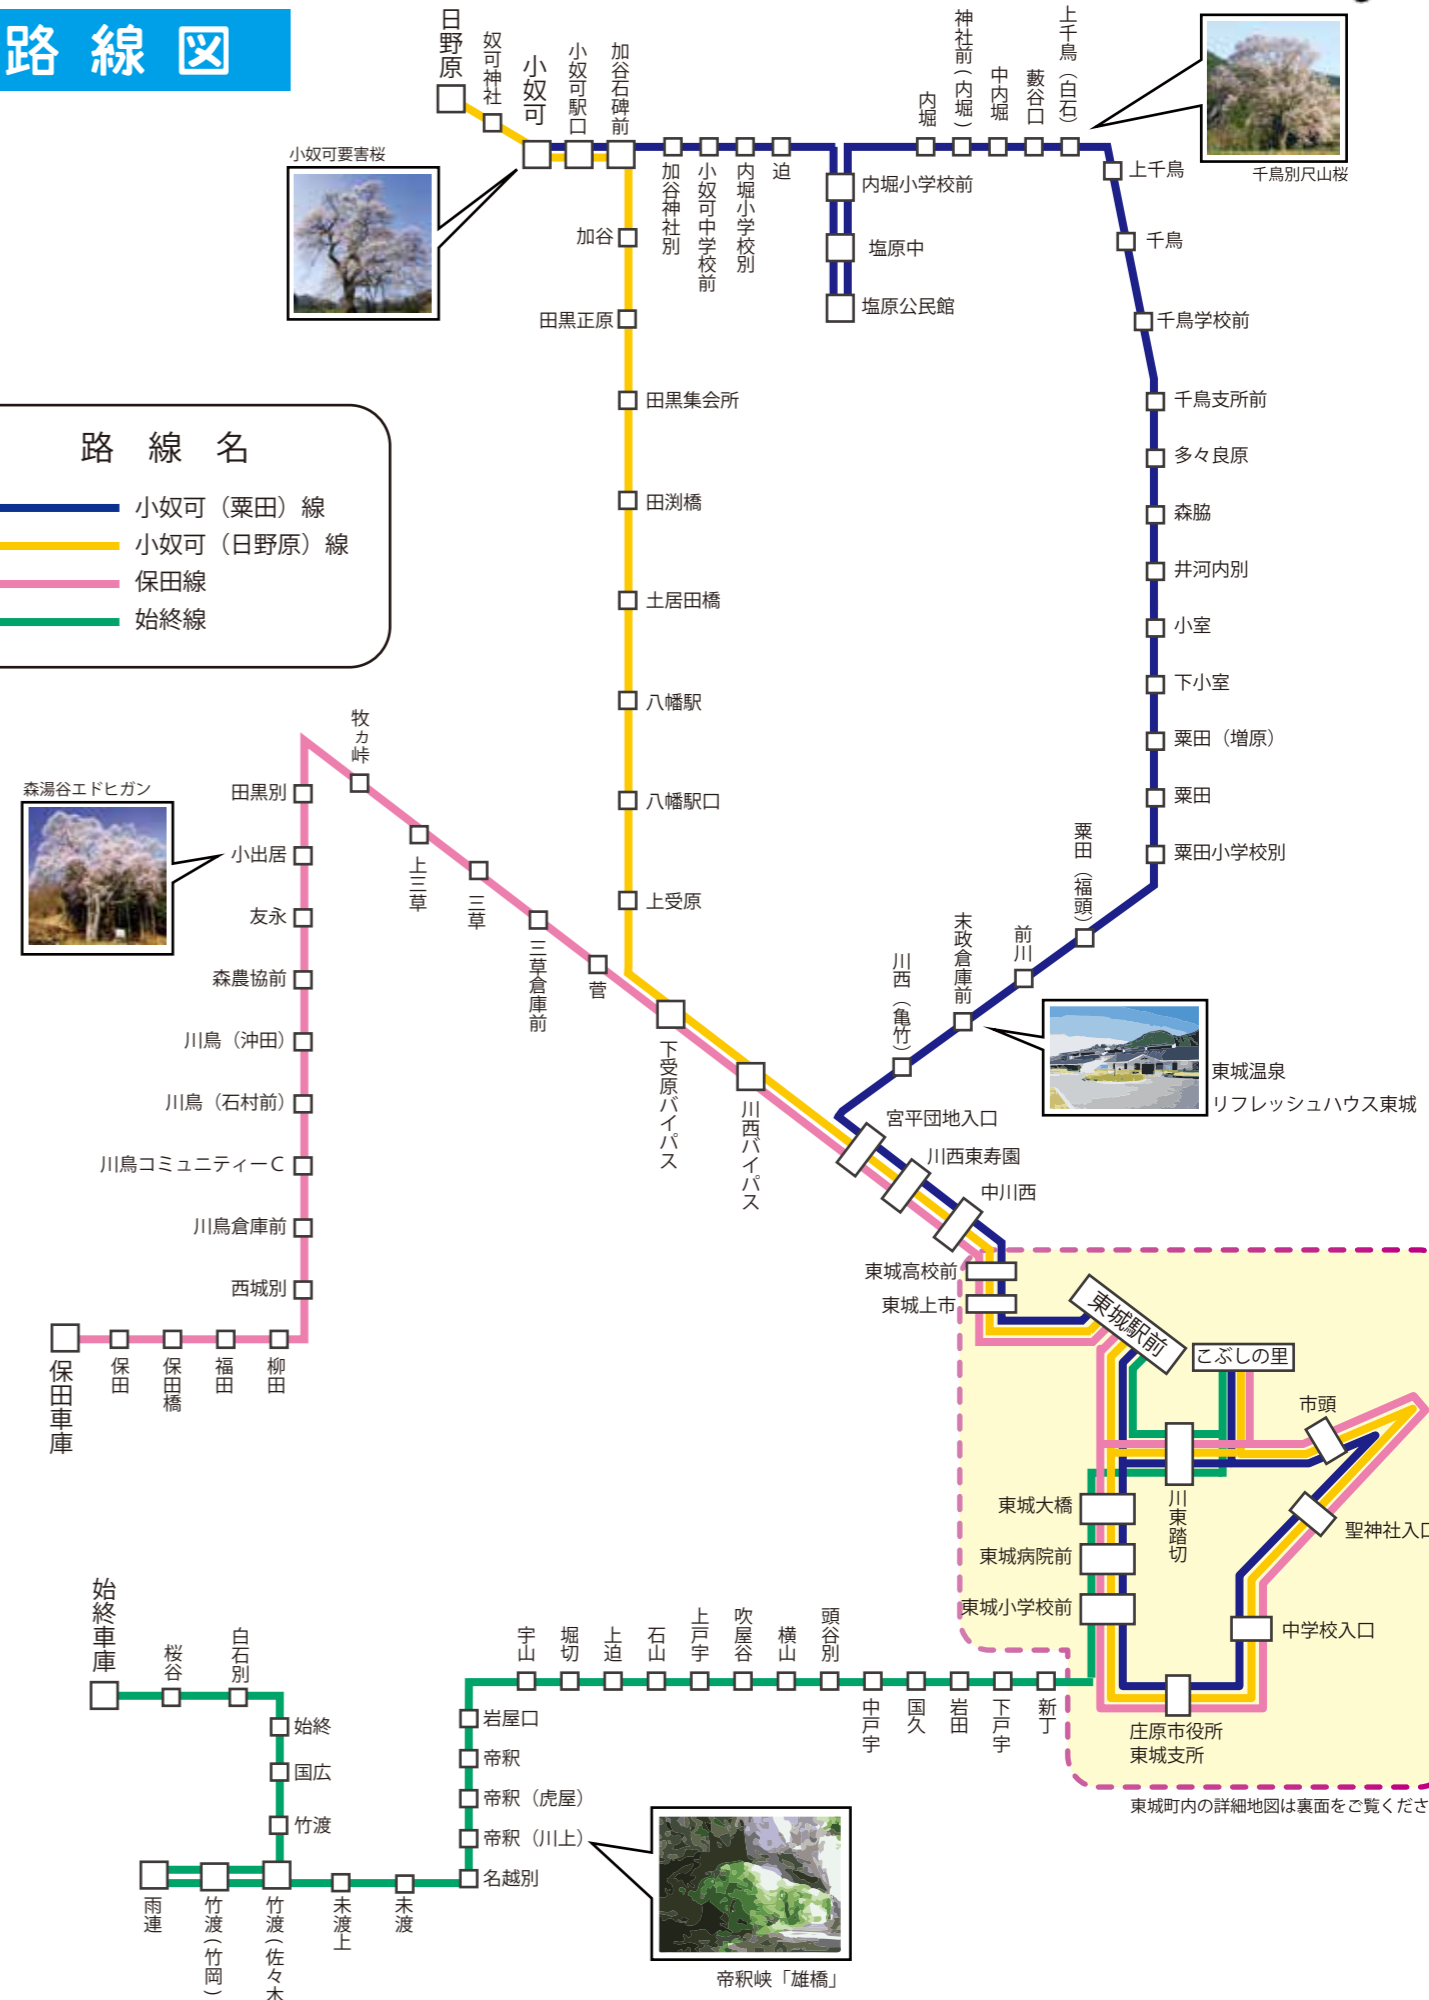 路線図
日野原
奴可神社
小奴可
小奴可駅口
加谷石碑前
加谷神社別
小奴可中学校前
内堀小学校別
迫
内堀小学校前
塩原中
塩原公民館
内堀
神社前(内堀)
中内堀
藪谷口
上千鳥(白石)
千鳥別尺山桜
小奴可要害桜
上千鳥
千鳥
千鳥学校前
千鳥支所前
多々良原
森脇
井河内別
小室
下小室
粟田(増原)
粟田
粟田小学校別
粟田(福頭)
前川
末政倉庫前
川西(亀竹)
東城温泉
リフレッシュハウス東城
加谷
田黒正原
田黒集会所
田渕橋
土居田橋
八幡駅
八幡駅口
上受原
路線名
小奴可(粟田)線
小奴可(日野原)線
保田線
始終線
牧ヵ峠
上三草
三草
三草倉庫前
菅
下受原バイパス
川西バイパス
宮平団地入口
川西東寿園
中川西
東城高校前
東城上市
東城駅前
こぶしの里
市頭
川東踏切
聖神社入口
中学校入口
東城大橋
東城病院前
東城小学校前
庄原市役所
東城支所
東城町内の詳細地図は裏面をご覧くださ
森湯谷エドヒガン
田黒別
小出居
友永
森農協前
川鳥(沖田)
川鳥(石村前)
川鳥コミュニティーC
川鳥倉庫前
西城別
保田車庫
保田
保田橋
福田
柳田
始終車庫
桜谷
白石別
始終
国広
竹渡
雨連
竹渡(竹岡)
竹渡(佐々木
未渡上
未渡
名越別
帝釈(川上)
帝釈(虎屋)
帝釈
岩屋口
宇山
堀切
上迫
石山
上戸宇
吹屋谷
横山
頭谷別
中戸宇
国久
岩田
下戸宇
新丁
帝釈峡「雄橋」